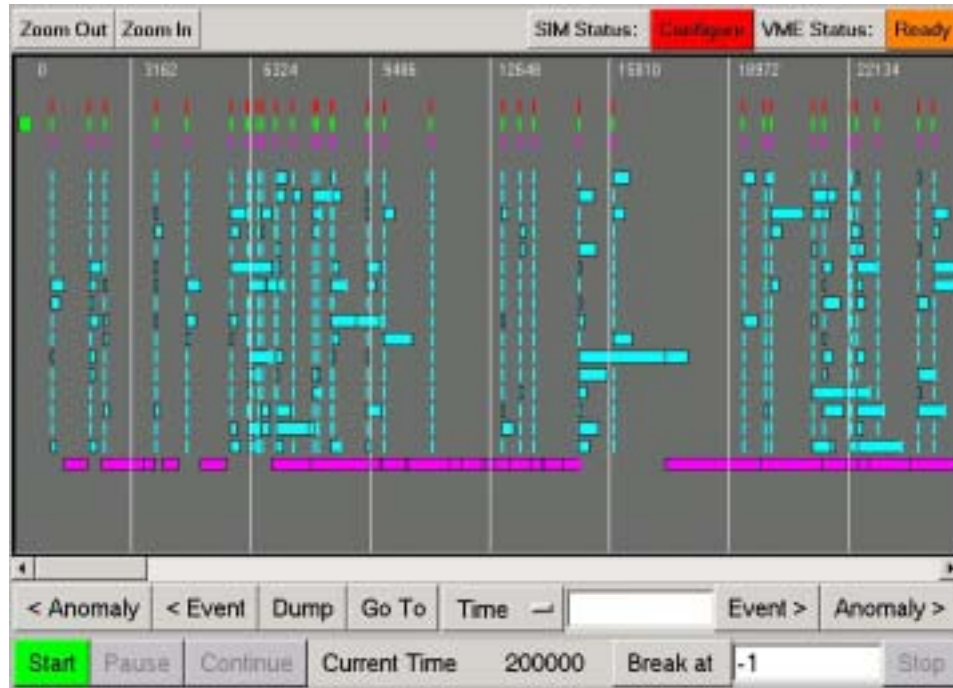 Zoom Out Zoom In SIM Status: Configure VME Status: Ready
0 3162 6324 9486 12648 15810 18972 22134
< Anomaly < Event Dump Go To Time Event > Anomaly >
Start Pause Continue Current Time 200000 Break at -1 Stop